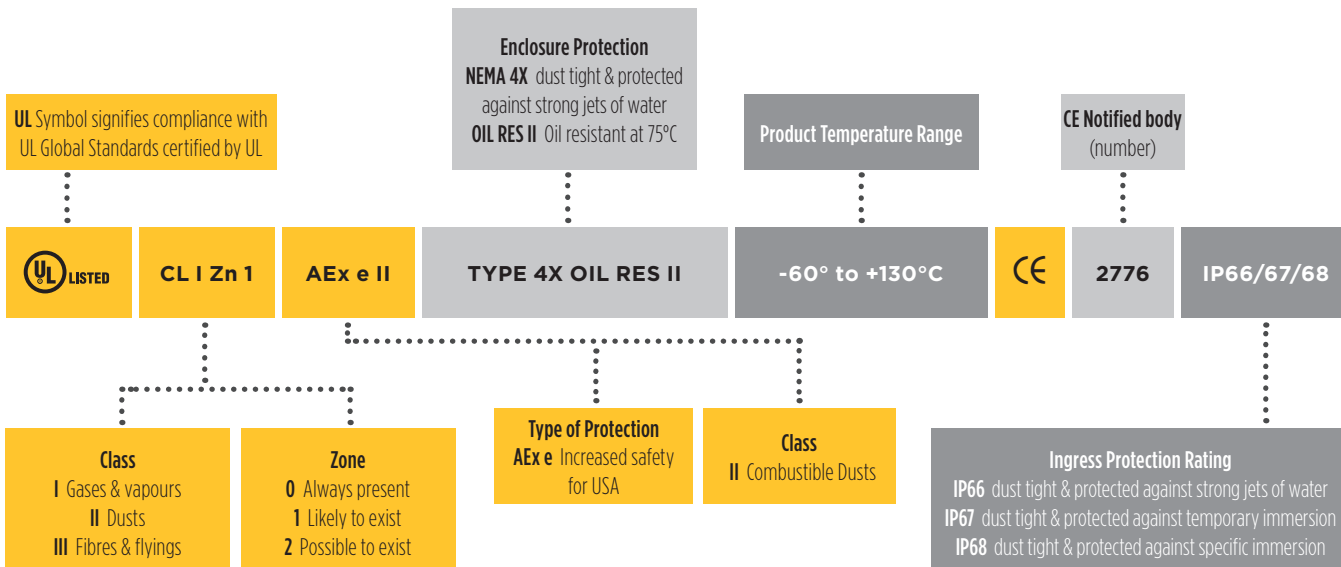 Enclosure Protection
NEMA 4X dust tight & protected
against strong jets of water
OIL RES II Oil resistant at 75°C
UL Symbol signifies compliance with
UL Global Standards certified by UL
Product Temperature Range
CE Notified body
(number)
UL LISTED
CL I Zn 1
AEx e II
TYPE 4X OIL RES II
-60° to +130°C
CE
2776
IP66/67/68
Class
I Gases & vapours
II Dusts
III Fibres & flyings
Zone
0 Always present
1 Likely to exist
2 Possible to exist
Type of Protection
AEx e Increased safety
for USA
Class
II Combustible Dusts
Ingress Protection Rating
IP66 dust tight & protected against strong jets of water
IP67 dust tight & protected against temporary immersion
IP68 dust tight & protected against specific immersion